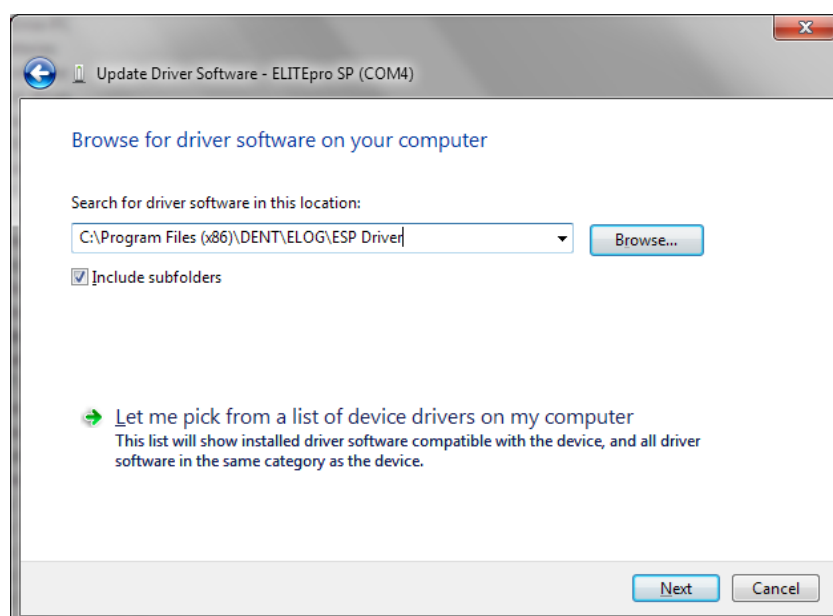 Update Driver Software - ELITEpro SP (COM4)
Browse for driver software on your computer
Search for driver software in this location:
C:\Program Files (x86)\DENT\ELOG\ESP Driver
Browse...
Include subfolders
Let me pick from a list of device drivers on my computer
This list will show installed driver software compatible with the device, and all driver
software in the same category as the device.
Next
Cancel